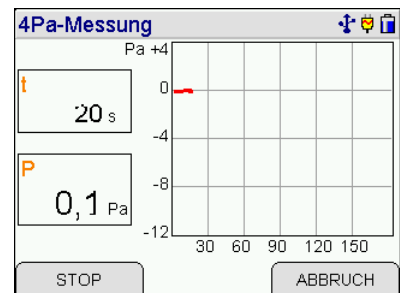 4Pa-Messung
Pa +4
t
20 s
0
-4
P
0,1 Pa
-8
-12
30 60 90 120 150
STOP ABBRUCH